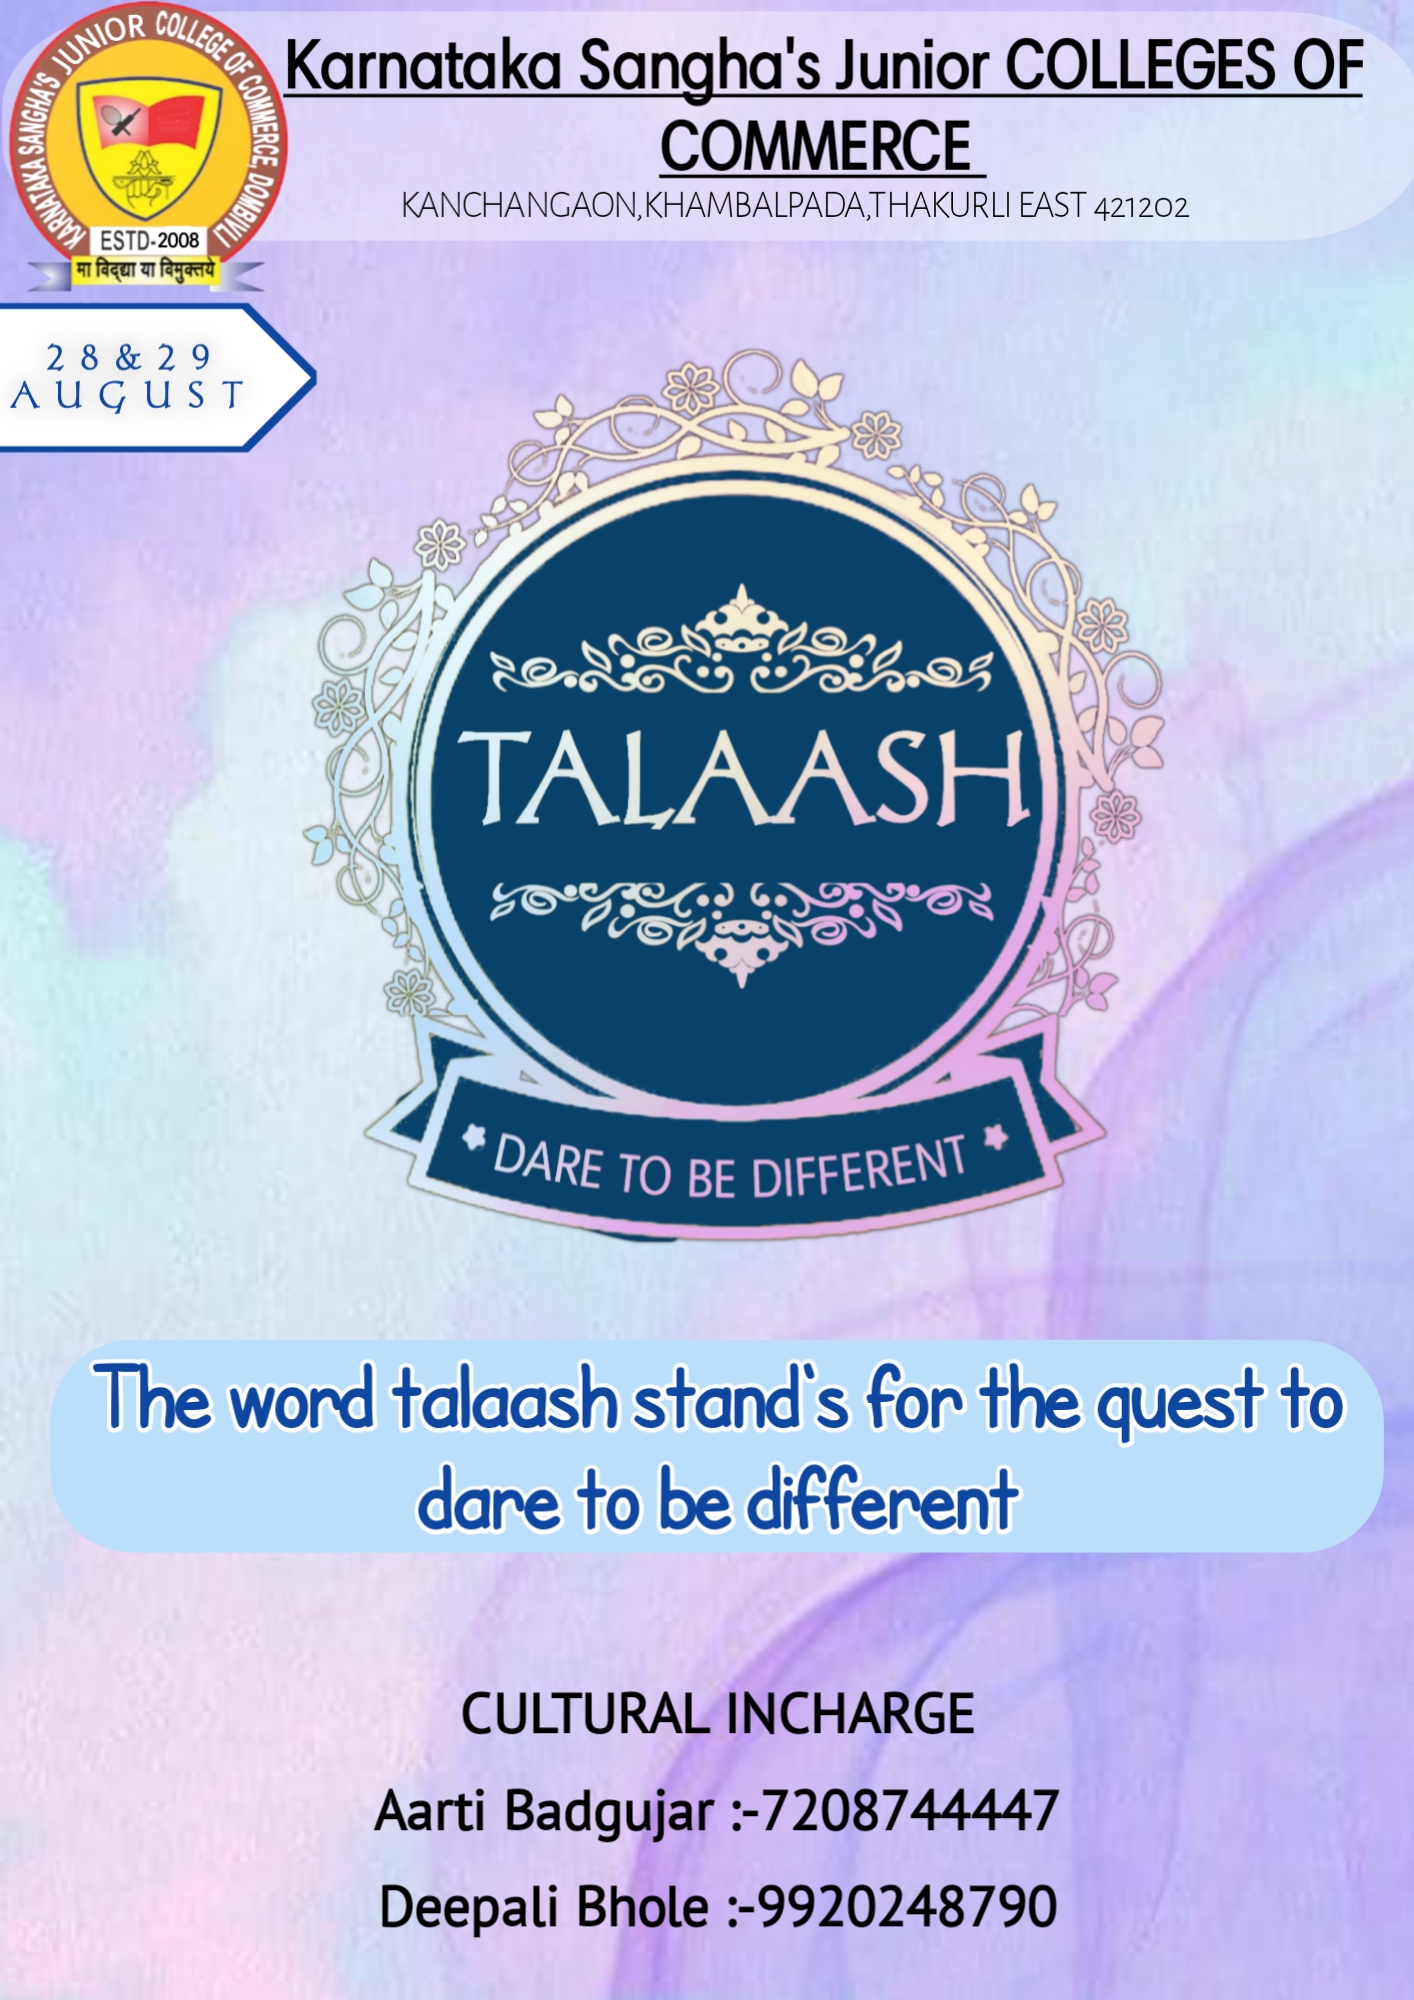 KARNATAKA SANGHA'S JUNIOR COLLEGE OF COMMERCE, DOMBIVLI
ESTD-2008
मा विद्द्या या विमुक्तये
Karnataka Sangha's Junior COLLEGES OF
COMMERCE
KANCHANGAON,KHAMBALPADA,THAKURLI EAST 421202
28&29
AUGUST
TALAASH
DARE TO BE DIFFERENT
The word talaash stand`s for the quest to
dare to be different
CULTURAL INCHARGE
Aarti Badgujar :-7208744447
Deepali Bhole :-9920248790